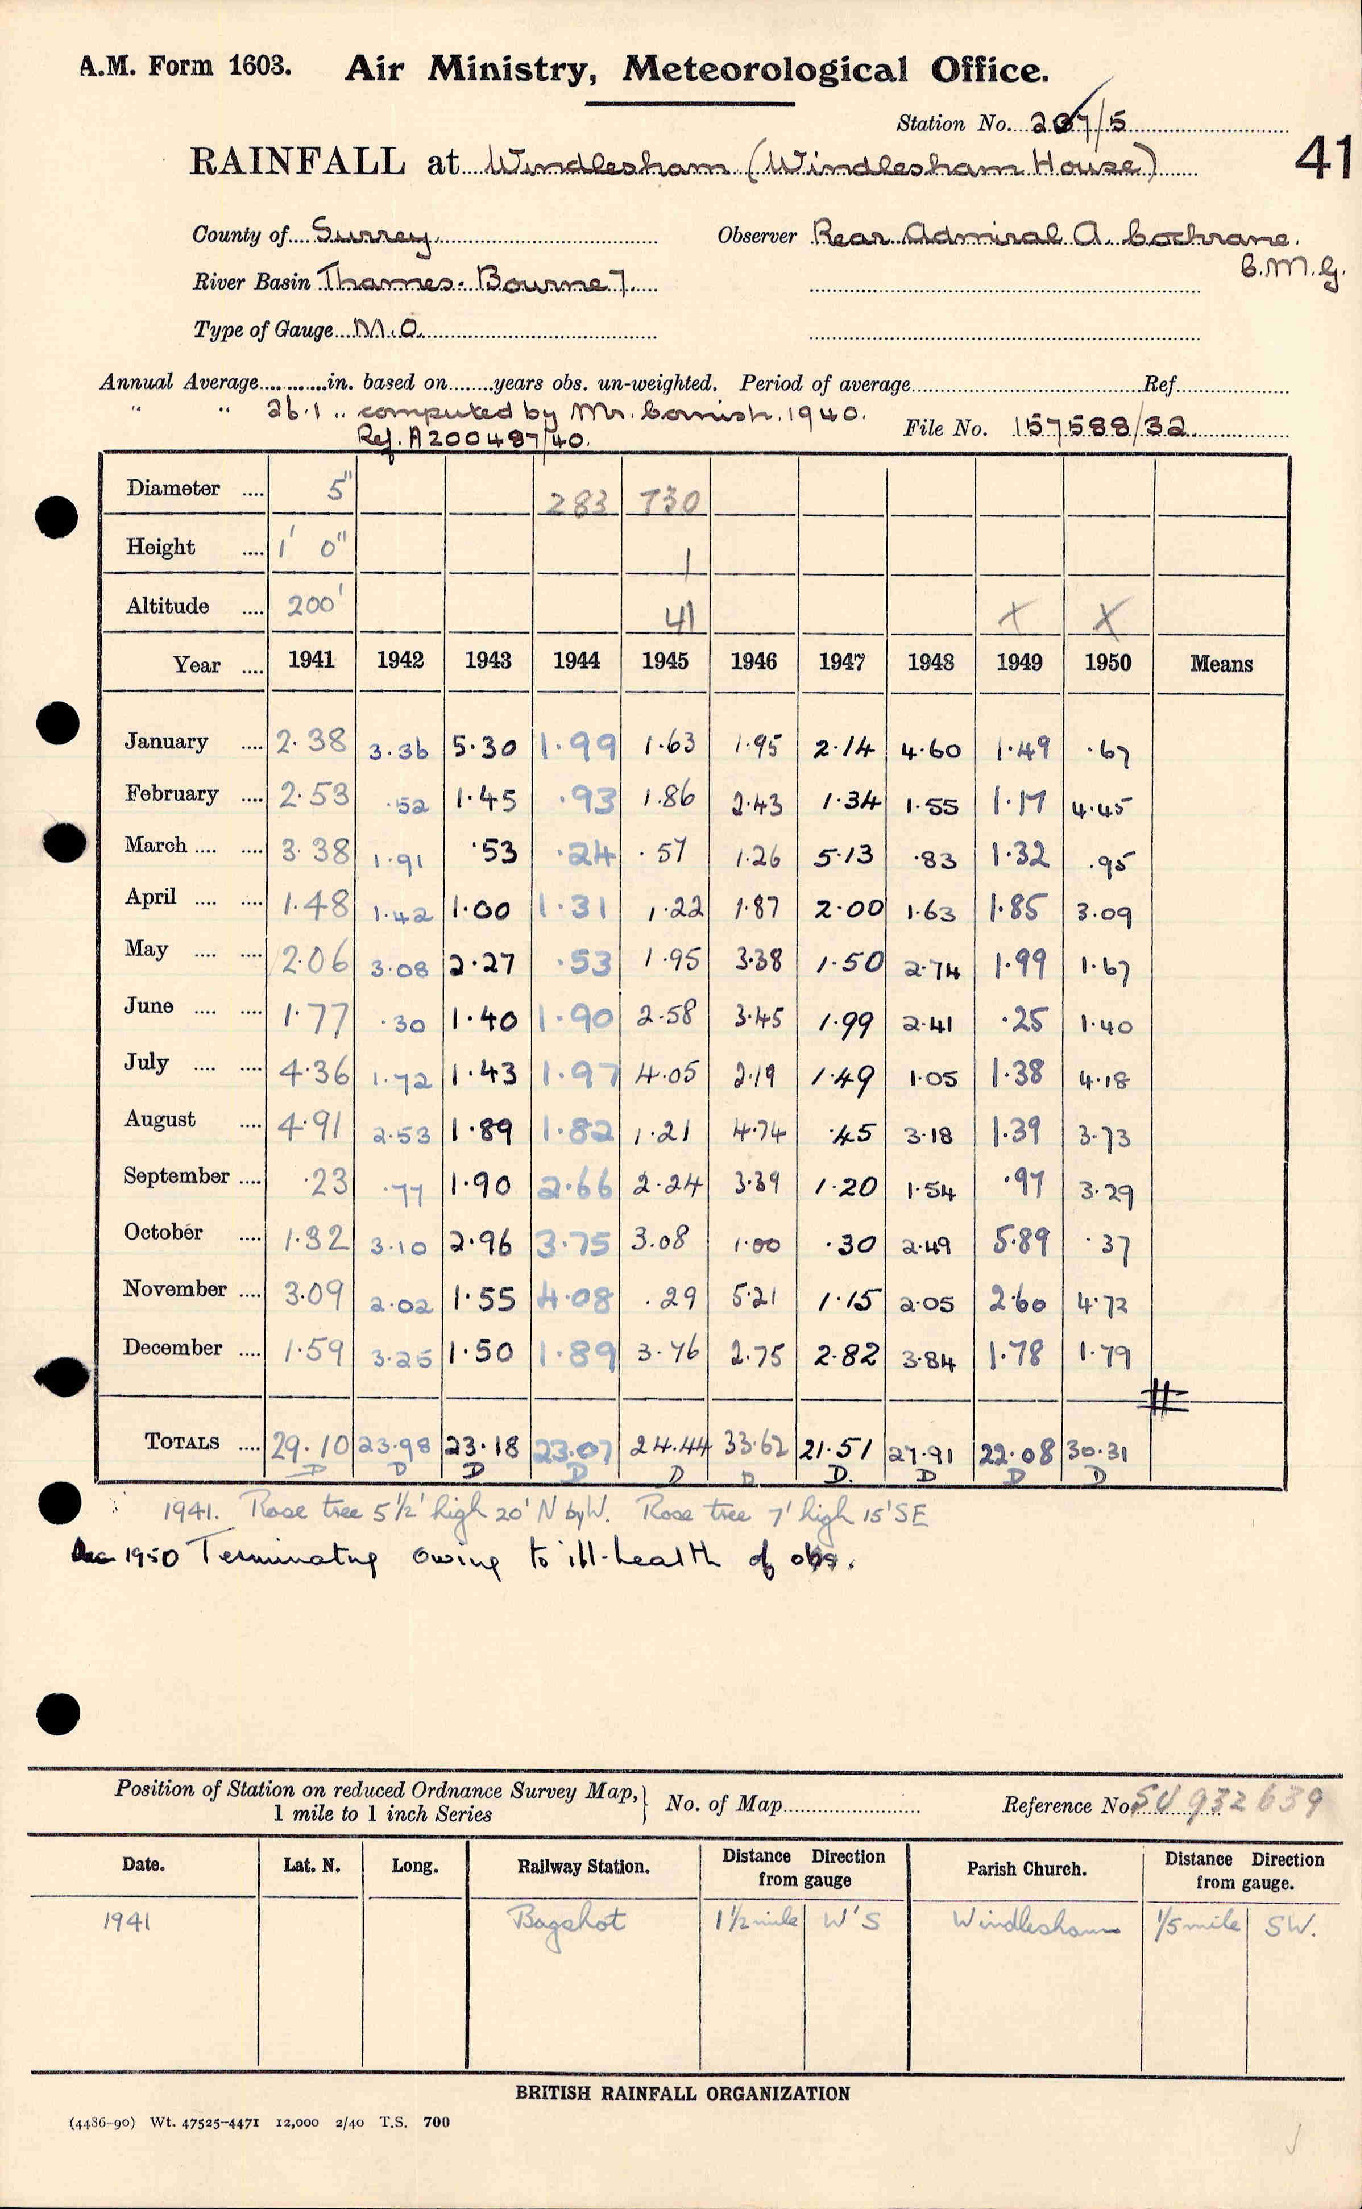 A.M. Form 1603. Air Ministry, Meteorological Office.
Station No. 207/5
RAINFALL at Windlesham (Windlesham House)
41
County of Surrey Observer Rear Admiral A. Cochrane.
C.M.G.
River Basin Thames. Bourne 7.
Type of Gauge M.O.
Annual Average in. based on years obs. un-weighted. Period of average Ref.
" " 26.1 " computed by Mr. Cornish. 1940.
Ref. A200487/40. File No. 157588/32
Diameter 5" 283 730
Height 1' 0" 1
Altitude 200' 41 X X
Year 1941 1942 1943 1944 1945 1946 1947 1948 1949 1950 Means
January 2.38 3.36 5.30 1.99 1.63 1.95 2.14 4.60 1.49 .67
February 2.53 .52 1.45 .93 1.86 2.43 1.34 1.55 1.17 4.45
March 3.38 1.91 .53 .24 .57 1.26 5.13 .83 1.32 .95
April 1.48 1.42 1.00 1.31 1.22 1.87 2.00 1.63 1.85 3.09
May 2.06 3.08 2.27 .53 1.95 3.38 1.50 2.74 1.99 1.67
June 1.77 .30 1.40 1.90 2.58 3.45 1.99 2.41 .25 1.40
July 4.36 1.72 1.43 1.97 4.05 2.19 1.49 1.05 1.38 4.18
August 4.91 2.53 1.89 1.82 1.21 4.74 .45 3.18 1.39 3.73
September .23 .77 1.90 2.66 2.24 3.39 1.20 1.54 .97 3.29
October 1.32 3.10 2.96 3.75 3.08 1.00 .30 2.49 5.89 .37
November 3.09 2.02 1.55 4.08 .29 5.21 1.15 2.05 2.60 4.72
December 1.59 3.25 1.50 1.89 3.76 2.75 2.82 3.84 1.78 1.79
TOTALS 29.10 23.98 23.18 23.07 24.44 33.62 21.51 27.91 22.08 30.31
D D D D D D D. D D D
1941. Rose tree 5 1/2' high 20' N by W. Rose tree 7' high 15' SE
Dec 1950 Terminating owing to ill-health of obs.
Position of Station on reduced Ordnance Survey Map,
1 mile to 1 inch Series
No. of Map Reference No. SU 932639
Date. Lat. N. Long. Railway Station. Distance from gauge Direction Parish Church. Distance from gauge. Direction
1941 Bagshot 1 1/2 mile W'S Windlesham 1/5 mile SW.
BRITISH RAINFALL ORGANIZATION
(4486-90) Wt. 47525-4471 12,000 2/40 T.S. 700